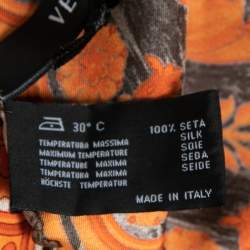 VE
30° C
TEMPERATURA MASSIMA
MAXIMUM TEMPERATURE
TEMPERATURE MAXIMA
TEMPERATURA MAXIMA
HÖCHSTE TEMPERATUR
100% SETA
SILK
SOIE
SEDA
SEIDE
MADE IN ITALY